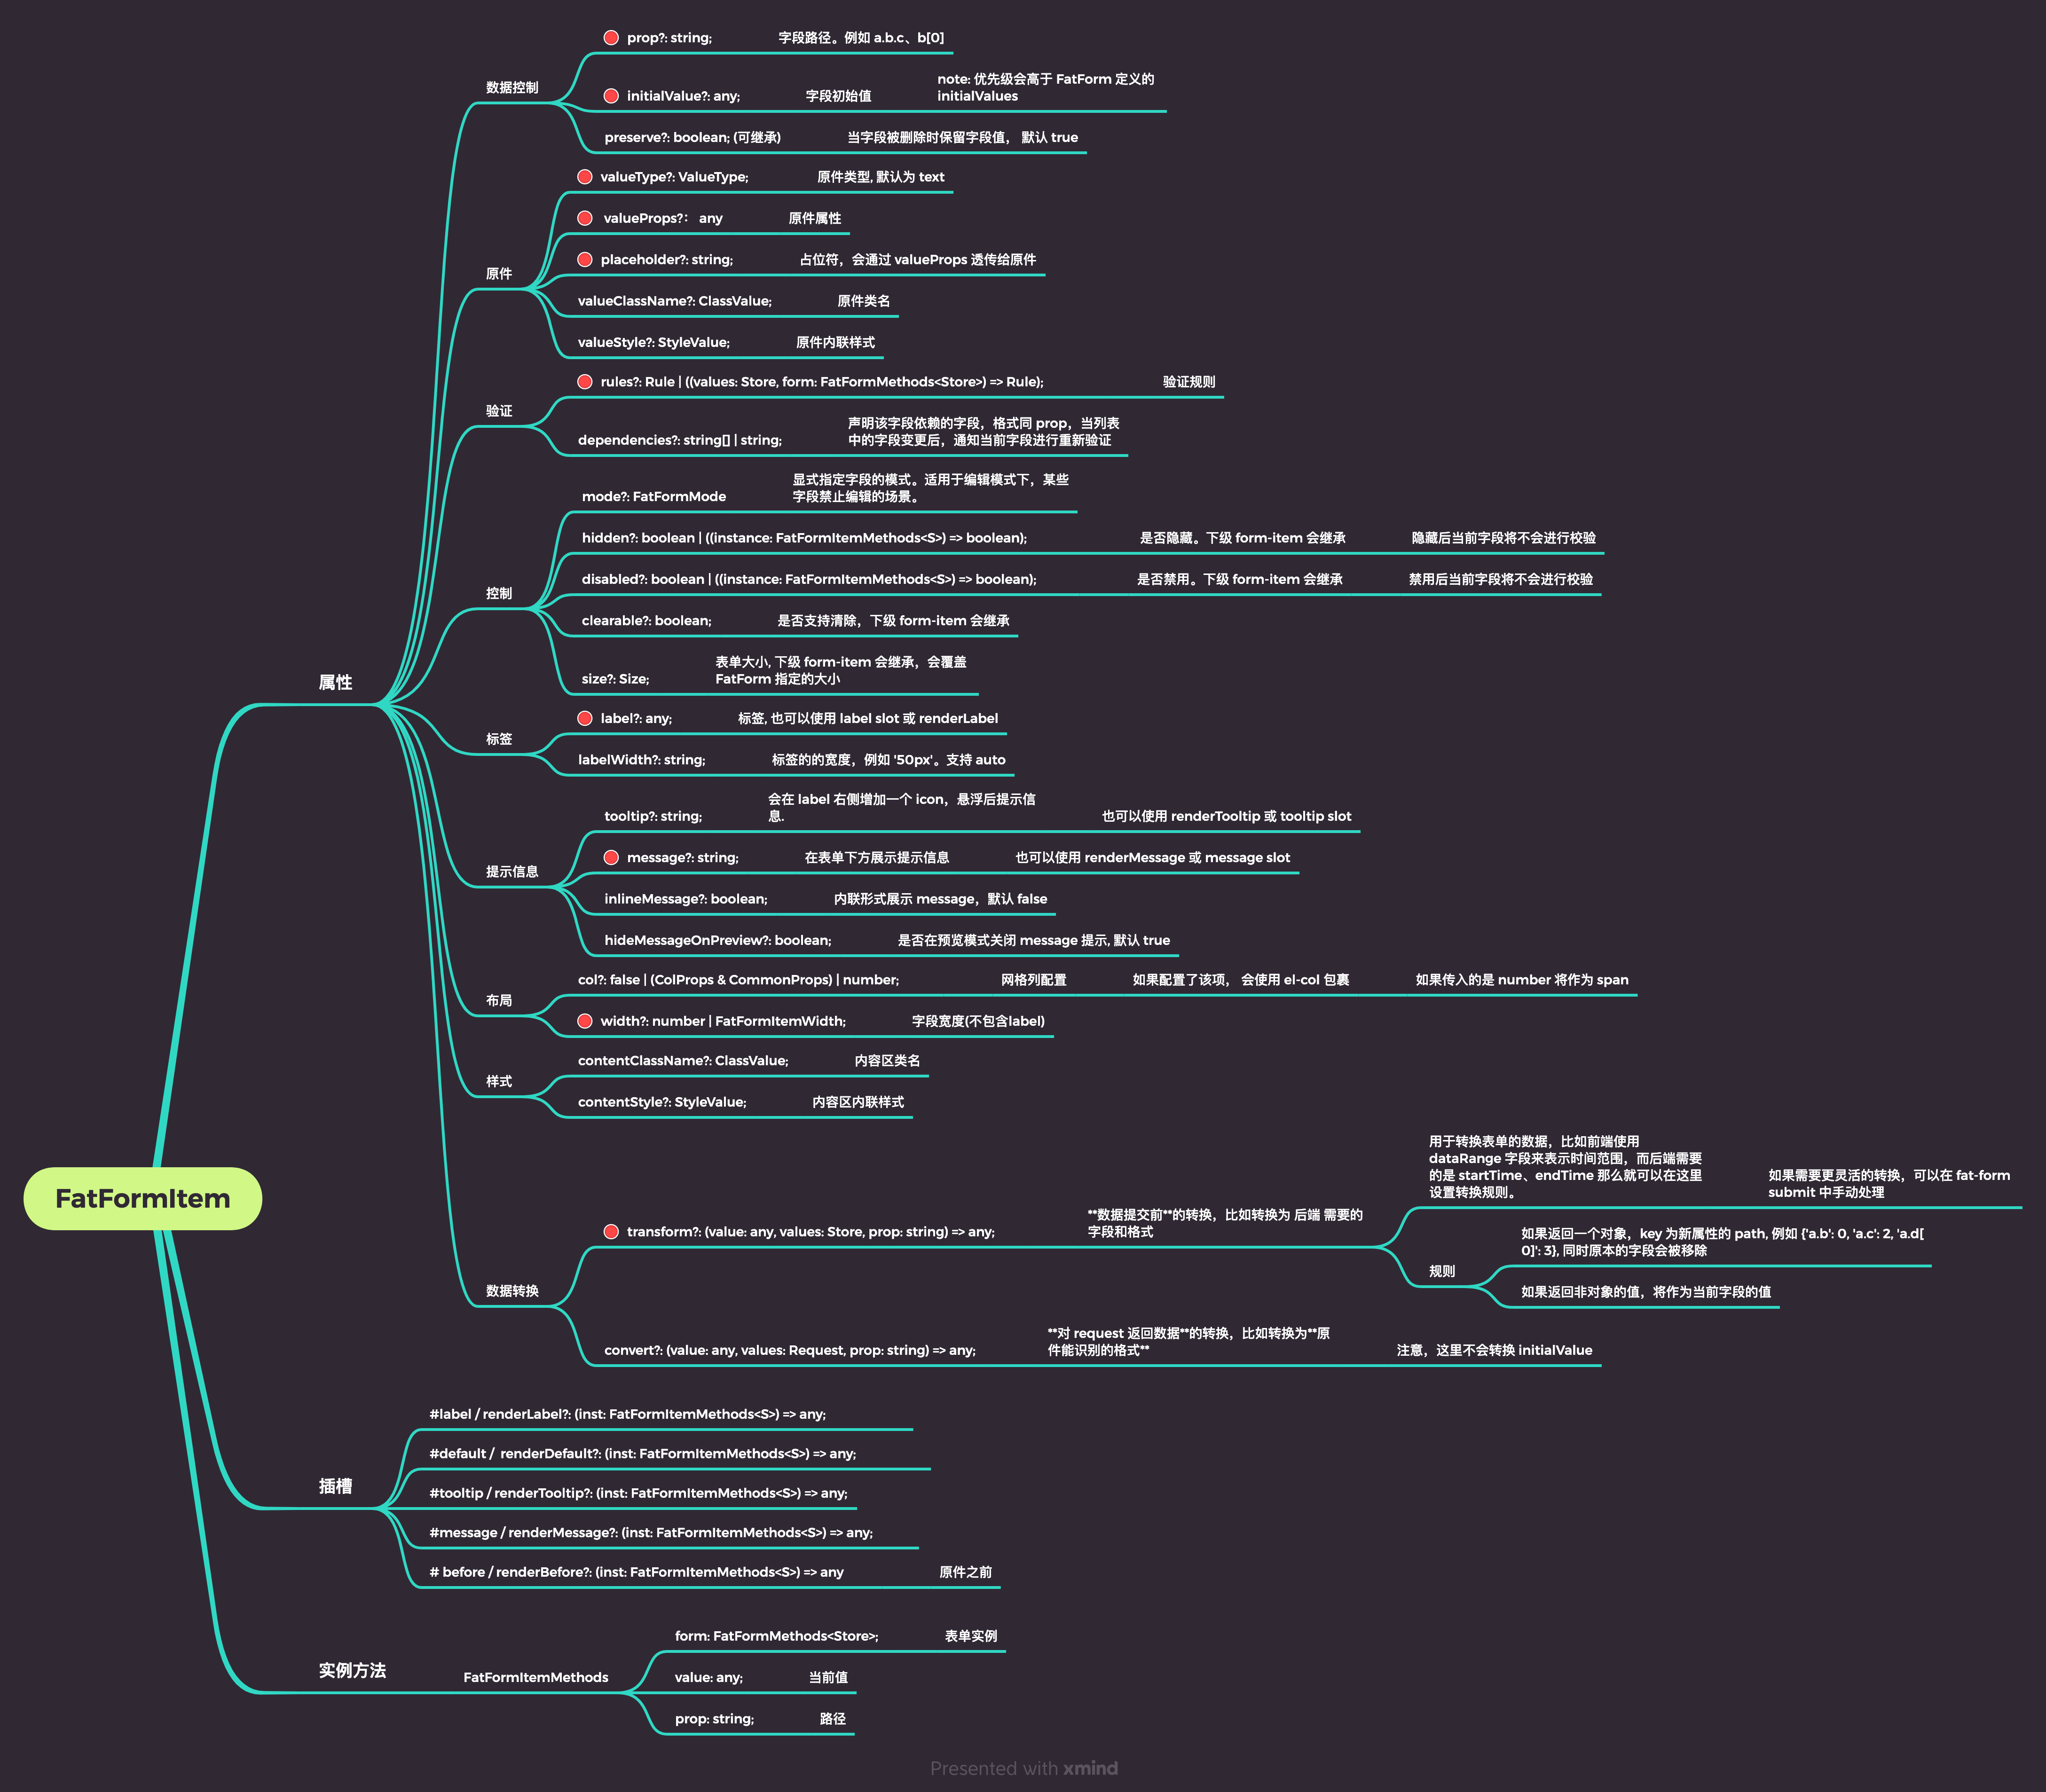 FatFormItem
属性
数据控制
prop?: string;
字段路径。例如 a.b.c、b[0]
initialValue?: any;
字段初始值
note: 优先级会高于 FatForm 定义的
initialValues
preserve?: boolean; (可继承)
当字段被删除时保留字段值， 默认 true
原件
valueType?: ValueType;
原件类型, 默认为 text
valueProps?： any
原件属性
placeholder?: string;
占位符，会通过 valueProps 透传给原件
valueClassName?: ClassValue;
原件类名
valueStyle?: StyleValue;
原件内联样式
验证
rules?: Rule | ((values: Store, form: FatFormMethods<Store>) => Rule);
验证规则
dependencies?: string[] | string;
声明该字段依赖的字段，格式同 prop，当列表
中的字段变更后，通知当前字段进行重新验证
控制
mode?: FatFormMode
显式指定字段的模式。适用于编辑模式下，某些
字段禁止编辑的场景。
hidden?: boolean | ((instance: FatFormItemMethods<S>) => boolean);
是否隐藏。下级 form-item 会继承
隐藏后当前字段将不会进行校验
disabled?: boolean | ((instance: FatFormItemMethods<S>) => boolean);
是否禁用。下级 form-item 会继承
禁用后当前字段将不会进行校验
clearable?: boolean;
是否支持清除，下级 form-item 会继承
size?: Size;
表单大小, 下级 form-item 会继承，会覆盖
FatForm 指定的大小
标签
label?: any;
标签, 也可以使用 label slot 或 renderLabel
labelWidth?: string;
标签的的宽度，例如 '50px'。支持 auto
提示信息
tooltip?: string;
会在 label 右侧增加一个 icon，悬浮后提示信
息.
也可以使用 renderTooltip 或 tooltip slot
message?: string;
在表单下方展示提示信息
也可以使用 renderMessage 或 message slot
inlineMessage?: boolean;
内联形式展示 message，默认 false
hideMessageOnPreview?: boolean;
是否在预览模式关闭 message 提示, 默认 true
布局
col?: false | (ColProps & CommonProps) | number;
网格列配置
如果配置了该项， 会使用 el-col 包裹
如果传入的是 number 将作为 span
width?: number | FatFormItemWidth;
字段宽度(不包含label)
样式
contentClassName?: ClassValue;
内容区类名
contentStyle?: StyleValue;
内容区内联样式
数据转换
transform?: (value: any, values: Store, prop: string) => any;
**数据提交前**的转换，比如转换为 后端 需要的
字段和格式
用于转换表单的数据，比如前端使用
dataRange 字段来表示时间范围，而后端需要
的是 startTime、endTime 那么就可以在这里
设置转换规则。
如果需要更灵活的转换，可以在 fat-form
submit 中手动处理
规则
如果返回一个对象，key 为新属性的 path, 例如 {'a.b': 0, 'a.c': 2, 'a.d[
0]': 3}, 同时原本的字段会被移除
如果返回非对象的值，将作为当前字段的值
convert?: (value: any, values: Request, prop: string) => any;
**对 request 返回数据**的转换，比如转换为**原
件能识别的格式**
注意，这里不会转换 initialValue
插槽
#label / renderLabel?: (inst: FatFormItemMethods<S>) => any;
#default /  renderDefault?: (inst: FatFormItemMethods<S>) => any;
#tooltip / renderTooltip?: (inst: FatFormItemMethods<S>) => any;
#message / renderMessage?: (inst: FatFormItemMethods<S>) => any;
# before / renderBefore?: (inst: FatFormItemMethods<S>) => any
原件之前
实例方法
FatFormItemMethods
form: FatFormMethods<Store>;
表单实例
value: any;
当前值
prop: string;
路径
Presented with xmind